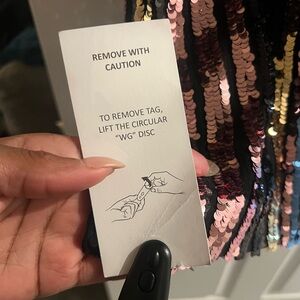 REMOVE WITH
CAUTION
TO REMOVE TAG,
LIFT THE CIRCULAR
"WG" DISC